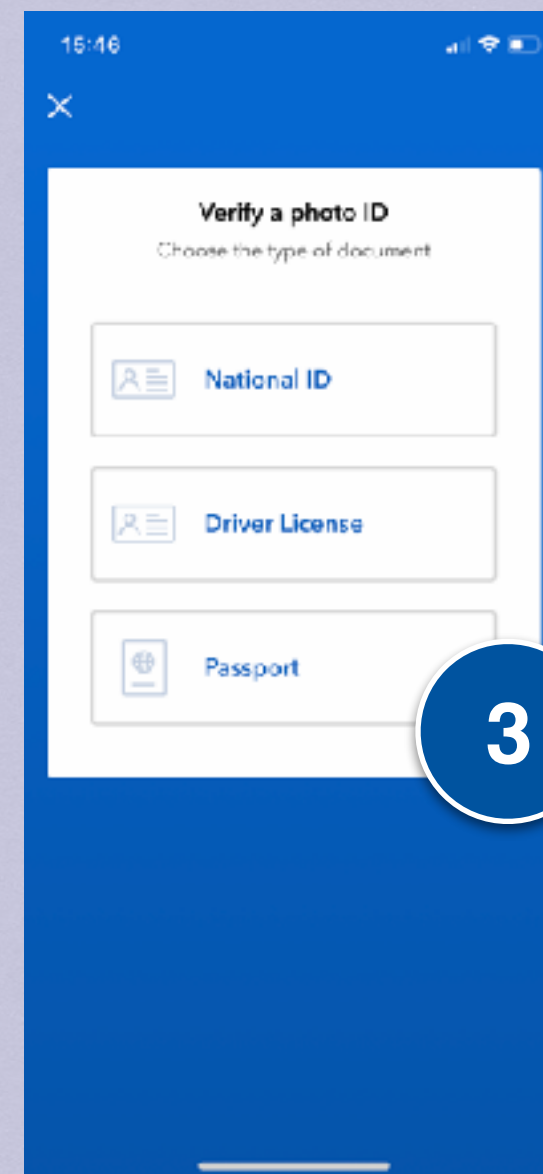 15:46
Verify a photo ID
Choose the type of document
National ID
Driver License
Passport
3